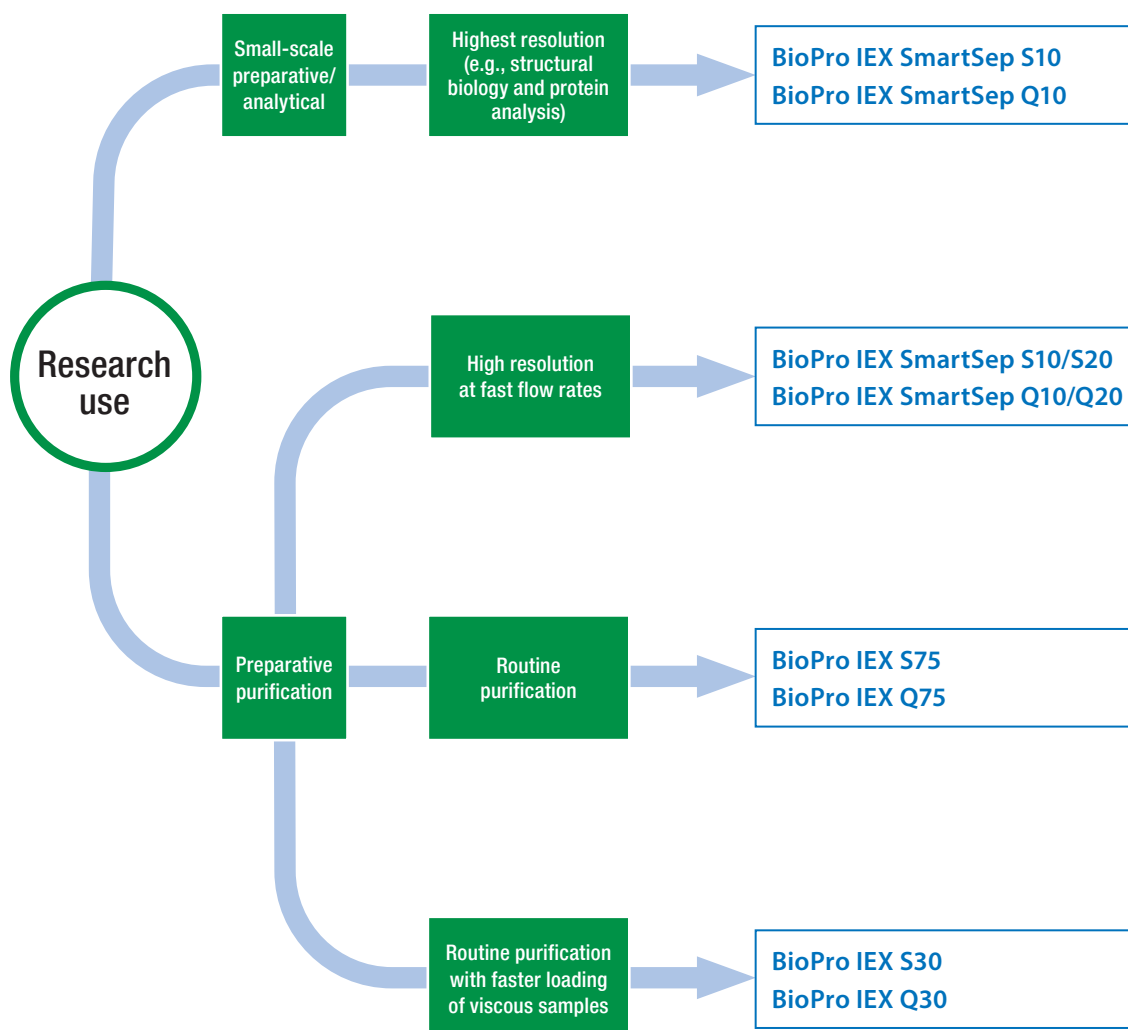 Small-scale
preparative/
analytical
Highest resolution
(e.g., structural
biology and protein
analysis)
BioPro IEX SmartSep S10
BioPro IEX SmartSep Q10
Research
use
High resolution
at fast flow rates
BioPro IEX SmartSep S10/S20
BioPro IEX SmartSep Q10/Q20
Preparative
purification
Routine
purification
BioPro IEX S75
BioPro IEX Q75
Routine purification
with faster loading
of viscous samples
BioPro IEX S30
BioPro IEX Q30